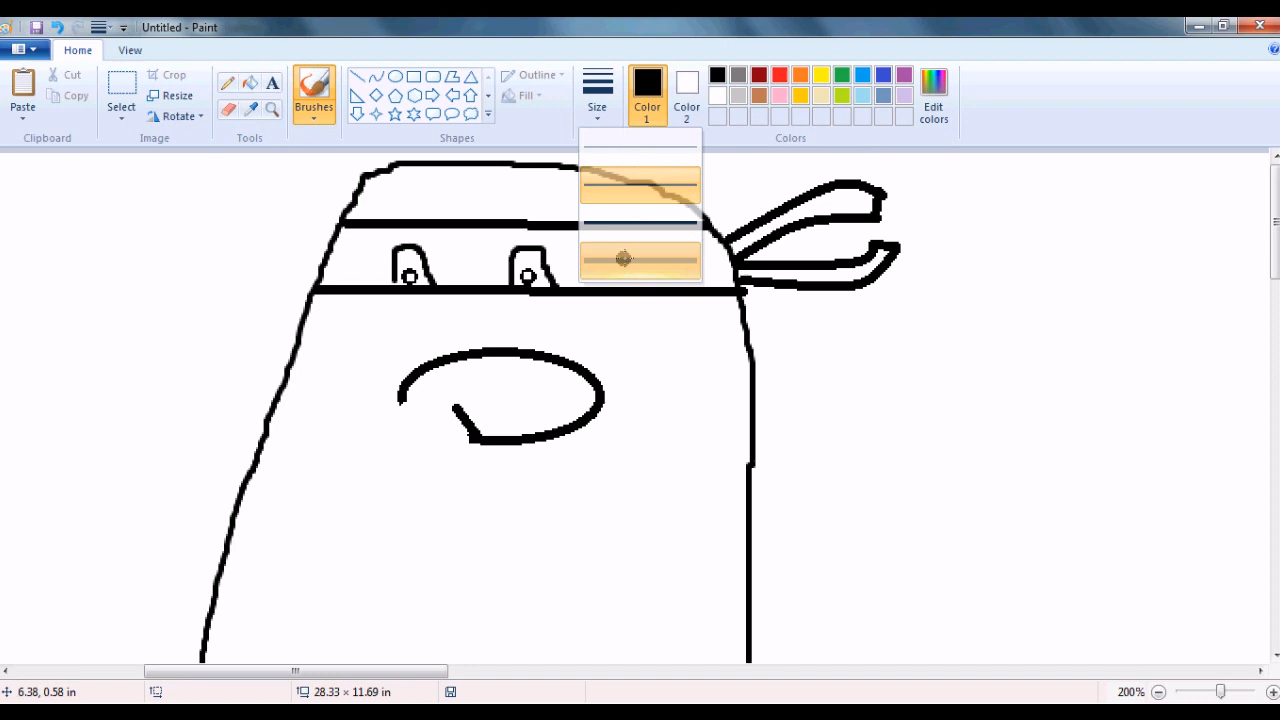 Untitled - Paint
Home
View
Paste
Cut
Copy
Clipboard
Select
Crop
Resize
Rotate
Image
A
Tools
Brushes
Outline
Fill
Shapes
Size
Color 1
Color 2
Edit colors
Colors
6.38, 0.58 in
28.33 × 11.69 in
200%